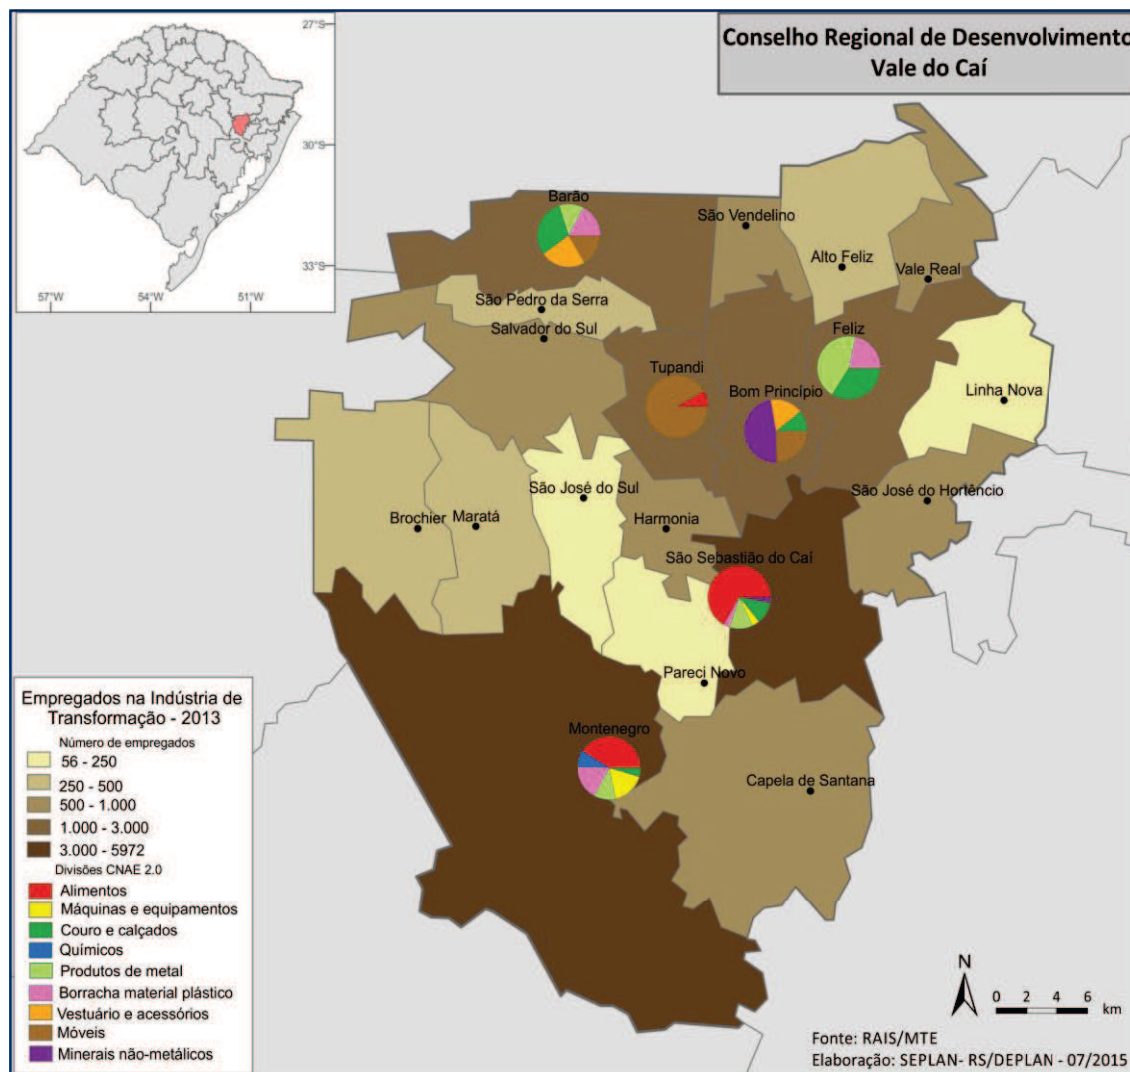 Conselho Regional de Desenvolvimento
Vale do Caí
27°S
30°S
33°S
57°W
54°W
51°W
Barão
São Vendelino
Alto Feliz
Vale Real
São Pedro da Serra
Salvador do Sul
Feliz
Tupandi
Bom Princípio
Linha Nova
São José do Sul
São José do Hortêncio
Brochier
Maratá
Harmonia
São Sebastião do Caí
Pareci Novo
Montenegro
Capela de Santana
Empregados na Indústria de
Transformação - 2013
Número de empregados
56 - 250
250 - 500
500 - 1.000
1.000 - 3.000
3.000 - 5972
Divisões CNAE 2.0
Alimentos
Máquinas e equipamentos
Couro e calçados
Químicos
Produtos de metal
Borracha material plástico
Vestuário e acessórios
Móveis
Minerais não-metálicos
N
0 2 4 6
km
Fonte: RAIS/MTE
Elaboração: SEPLAN- RS/DEPLAN - 07/2015